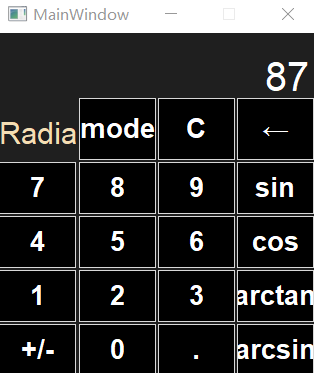 MainWindow
87
Radia mode C ←
7 8 9 sin
4 5 6 cos
1 2 3 arctan
+/- 0 . arcsin